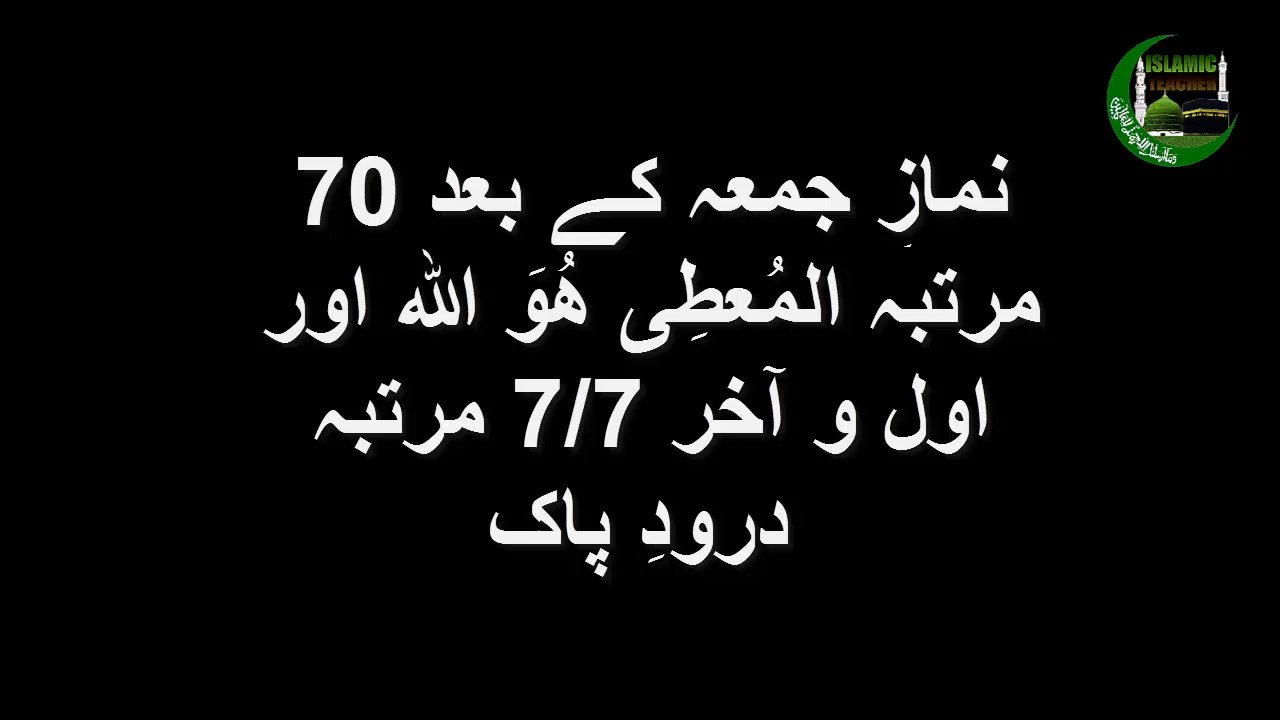 ISLAMIC
TEACHER
نمازِ جمعہ کے بعد 70
مرتبہ المُعطِی ھُوَ اللہ اور
اول و آخر 7/7 مرتبہ
درودِ پاک